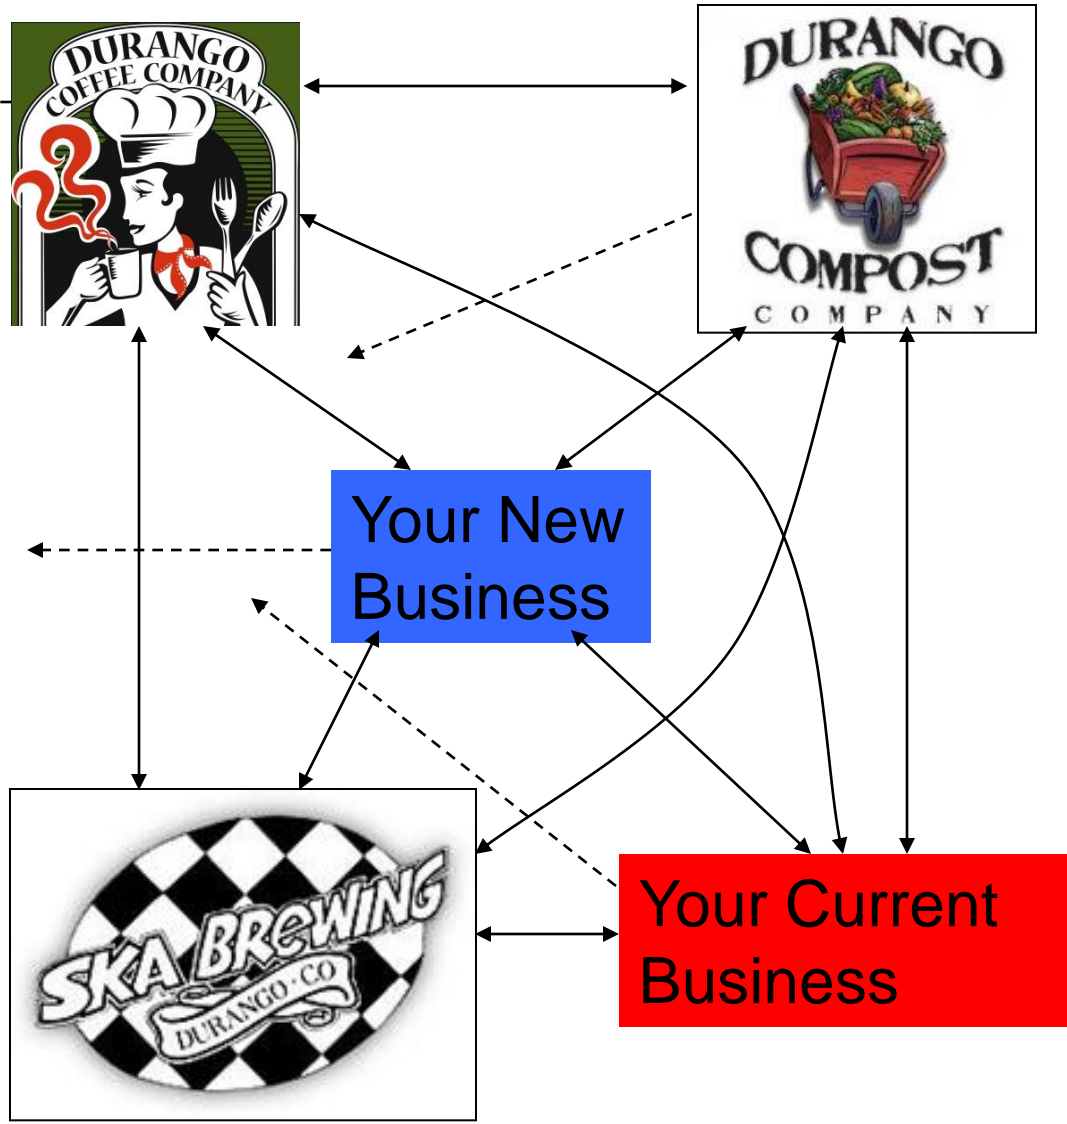 DURANGO
COFFEE COMPANY
DURANGO
COMPOST
COMPANY
Your New
Business
SKA BREWING
DURANGO · CO
Your Current
Business